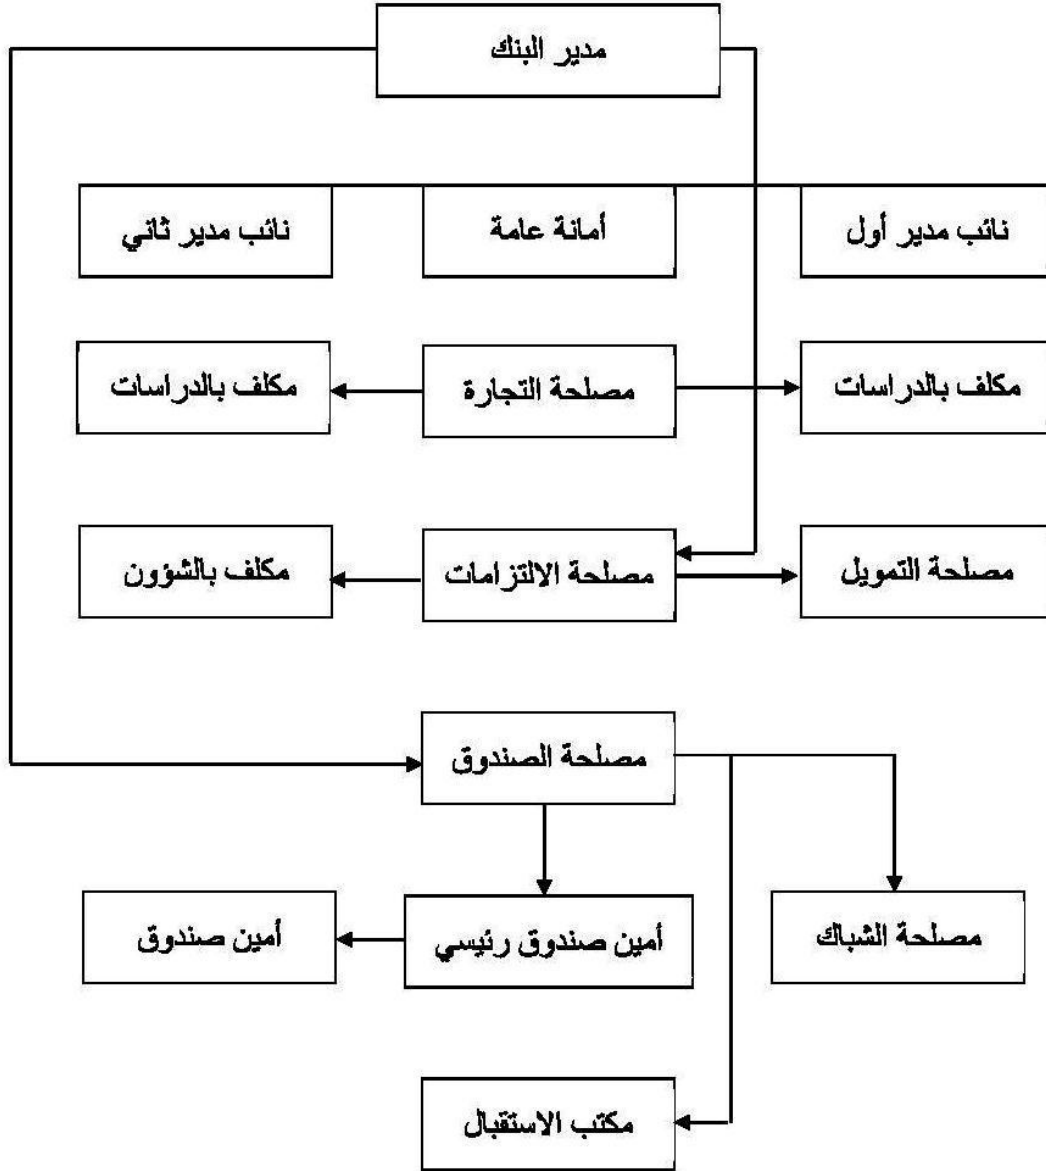 مدير البنك
نائب مدير أول
أمانة عامة
نائب مدير ثاني
مكلف بالدراسات
مصلحة التجارة
مكلف بالدراسات
مصلحة التمويل
مصلحة الالتزامات
مكلف بالشؤون
مصلحة الصندوق
مصلحة الشباك
أمين صندوق رئيسي
أمين صندوق
مكتب الاستقبال